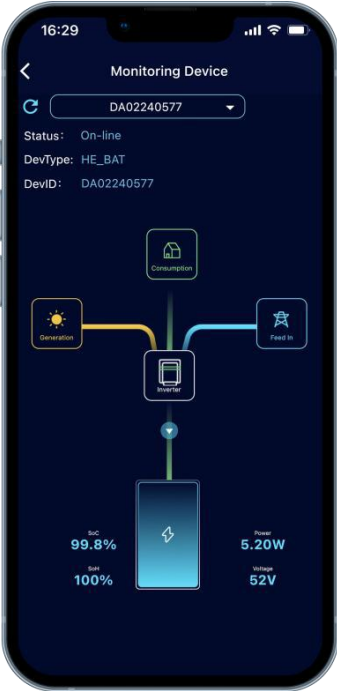 16:29
Monitoring Device
DA02240577
Status: On-line
DevType: HE_BAT
DevID: DA02240577
Consumption
Generation
Feed In
Inverter
SoC
99.8%
Power
5.20W
SoH
100%
Voltage
52V